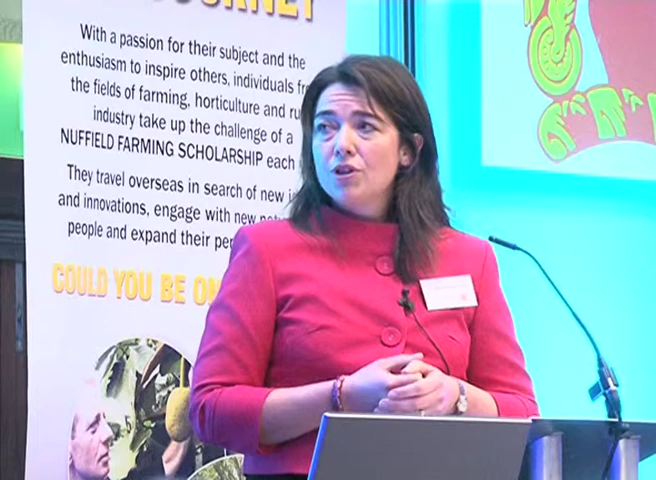 With a passion for their subject and the
enthusiasm to inspire others, individuals
the fields of farming, horticulture and
industry take up the challenge of a
NUFFIELD FARMING SCHOLARSHIP each
They travel overseas in search of new
and innovations, engage with new
people and expand their
COULD YOU BE